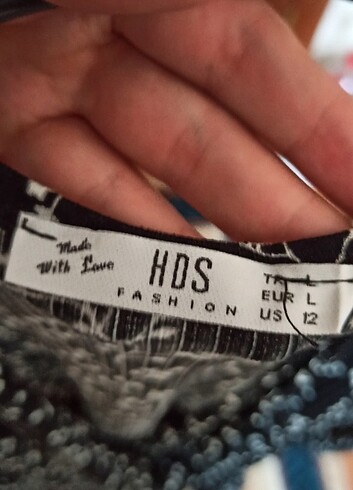 Made
With Love
HDS
FASHION
TR L
EUR L
US 12